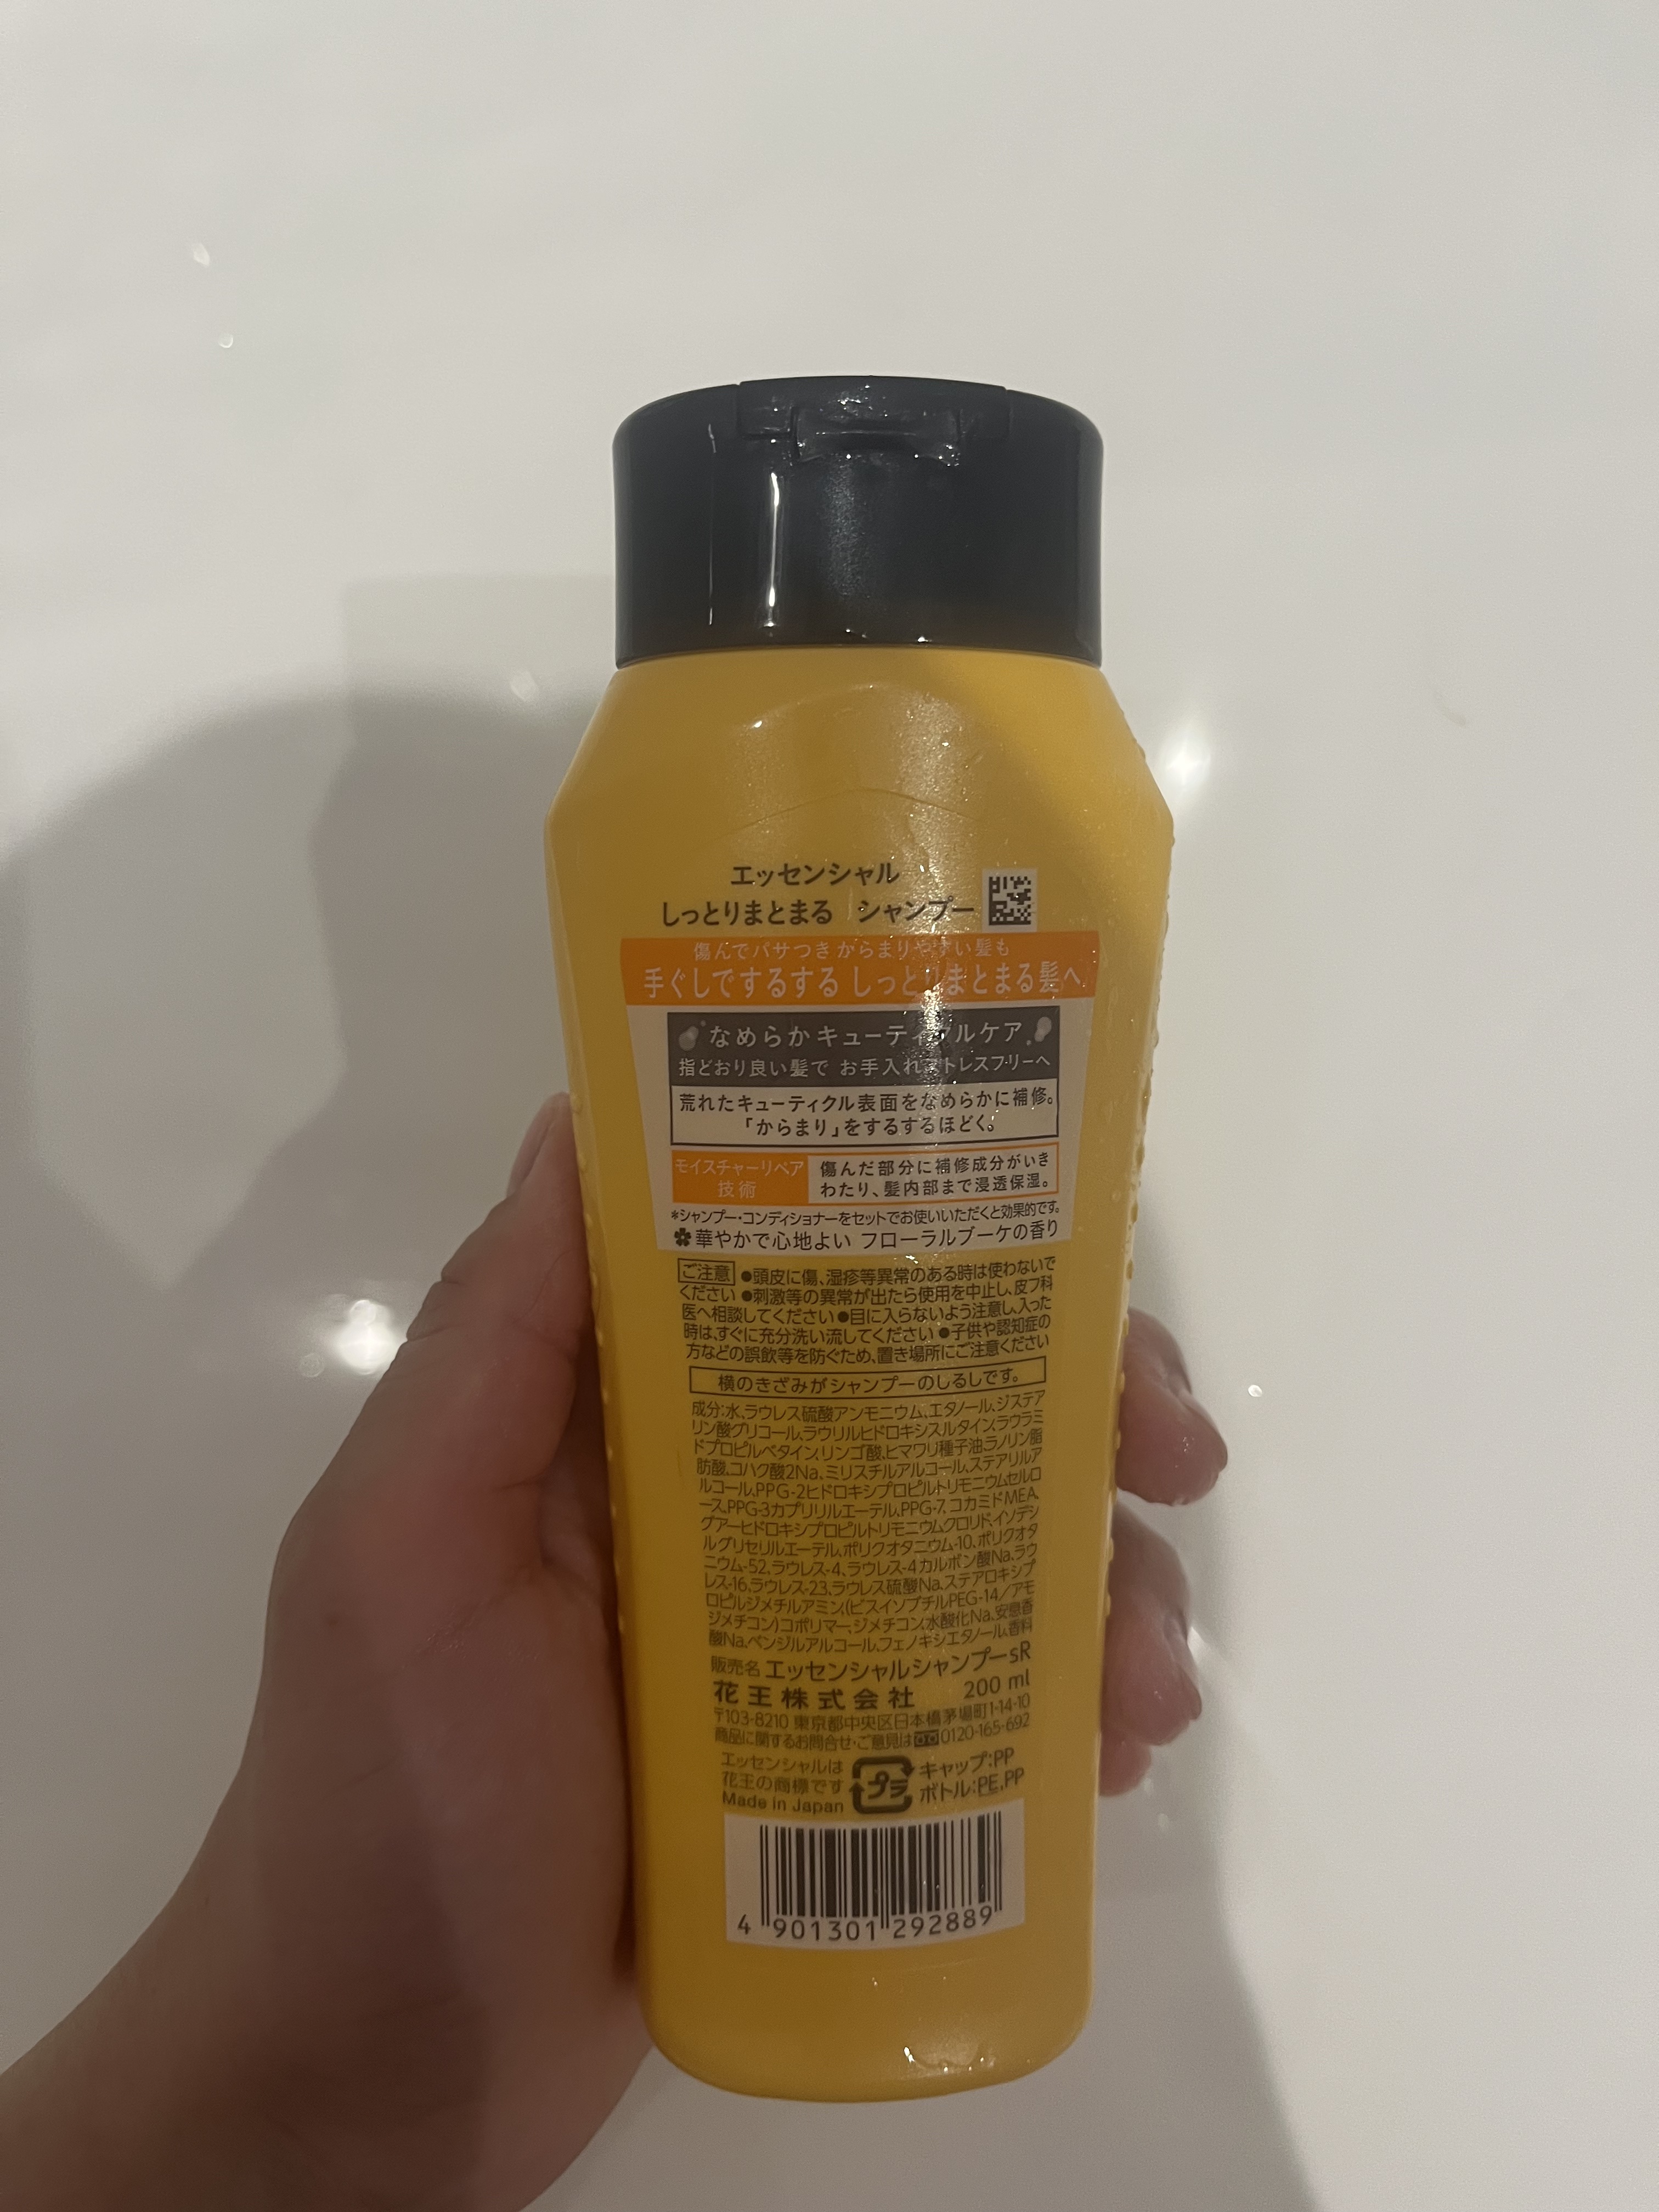 エッセンシャル
しっとりまとまる シャンプー
傷んでパサつき からまりやすい髪も
手ぐしでするする しっとりまとまる髪へ
なめらかキューティクルケア
指どおり良い髪で お手入れストレスフリーへ
荒れたキューティクル表面をなめらかに補修。
「からまり」をするするほどく。
モイスチャーリペア
技術
傷んだ部分に補修成分がいき
わたり、髪内部まで浸透保湿。
*シャンプー・コンディショナーをセットでお使いいただくと効果的です。
華やかで心地よい フローラルブーケの香り
ご注意 ●頭皮に傷、湿疹等異常のある時は使わないで
ください ●刺激等の異常が出たら使用を中止し、皮フ科
医へ相談してください ●目に入らないよう注意し、入った
時は、すぐに充分洗い流してください ●子供や認知症の
方などの誤飲等を防ぐため、置き場所にご注意ください
横のきざみがシャンプーのしるしです。
成分:水、ラウレス硫酸アンモニウム、エタノール、ジステア
リン酸グリコール、ラウリルヒドロキシスルタイン、ラウラミ
ドプロピルベタイン、リンゴ酸、ヒマワリ種子油、ラノリン脂
肪酸、コハク酸2Na、ミリスチルアルコール、ステアリルア
ルコール、PPG-2ヒドロキシプロピルトリモニウムセルロ
ース、PPG-3カプリリルエーテル、PPG-7、コカミドMEA、
グアーヒドロキシプロピルトリモニウムクロリド、イソデシ
ルグリセリルエーテル、ポリクオタニウム-10、ポリクオタ
ニウム-52、ラウレス-4、ラウレス-4カルボン酸Na、ラウ
レス-16、ラウレス-23、ラウレス硫酸Na、ステアロキシプ
ロピルジメチルアミン、(ビスイソブチルPEG-14/アモ
ジメチコン)コポリマー、ジメチコン、水酸化Na、安息香
酸Na、ベンジルアルコール、フェノキシエタノール、香料
販売名 エッセンシャルシャンプーsR
花王株式会社 200 ml
〒103-8210 東京都中央区日本橋茅場町1-14-10
商品に関するお問合せ・ご意見は 0120-165-692
エッセンシャルは
花王の商標です
Made in Japan
プラ
キャップ:PP
ボトル:PE,PP
4 901301 292889